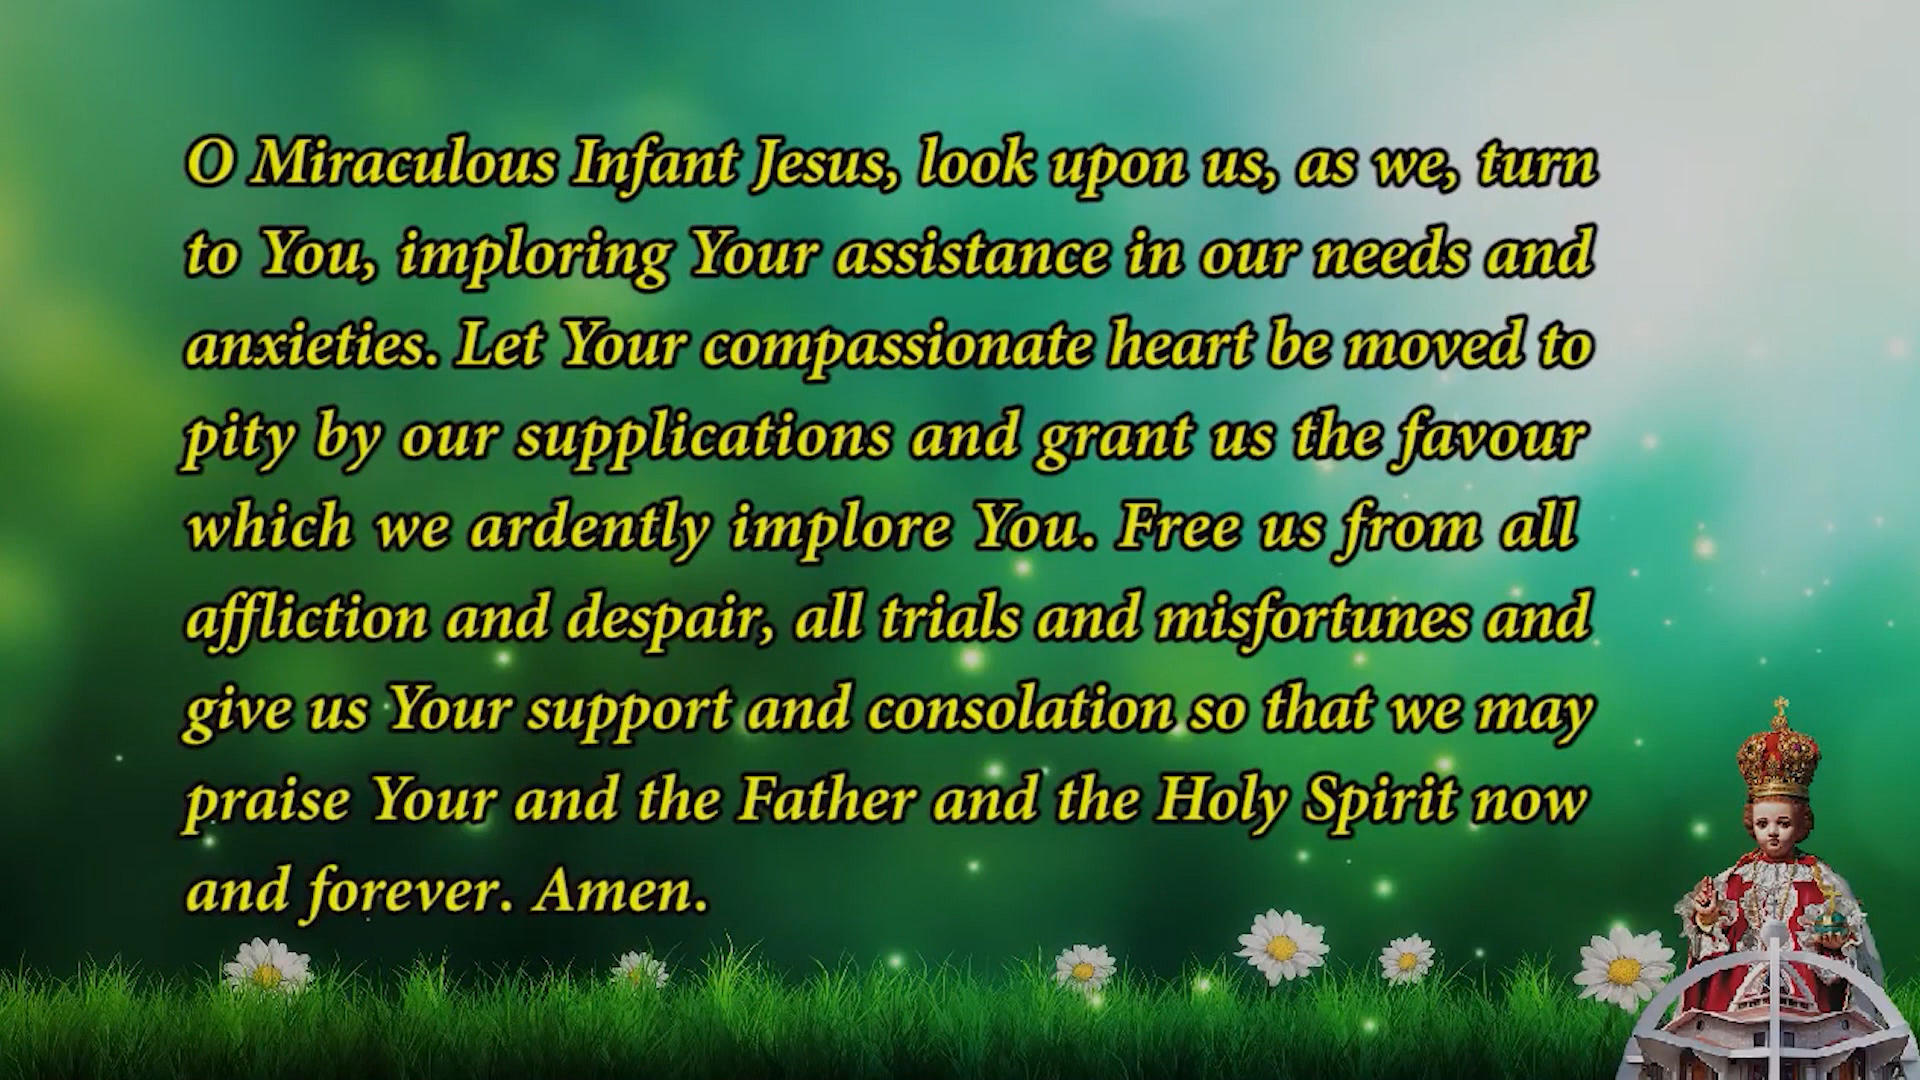 O Miraculous Infant Jesus, look upon us, as we, turn
to You, imploring Your assistance in our needs and
anxieties. Let Your compassionate heart be moved to
pity by our supplications and grant us the favour
which we ardently implore You. Free us from all
affliction and despair, all trials and misfortunes and
give us Your support and consolation so that we may
praise Your and the Father and the Holy Spirit now
and forever. Amen.